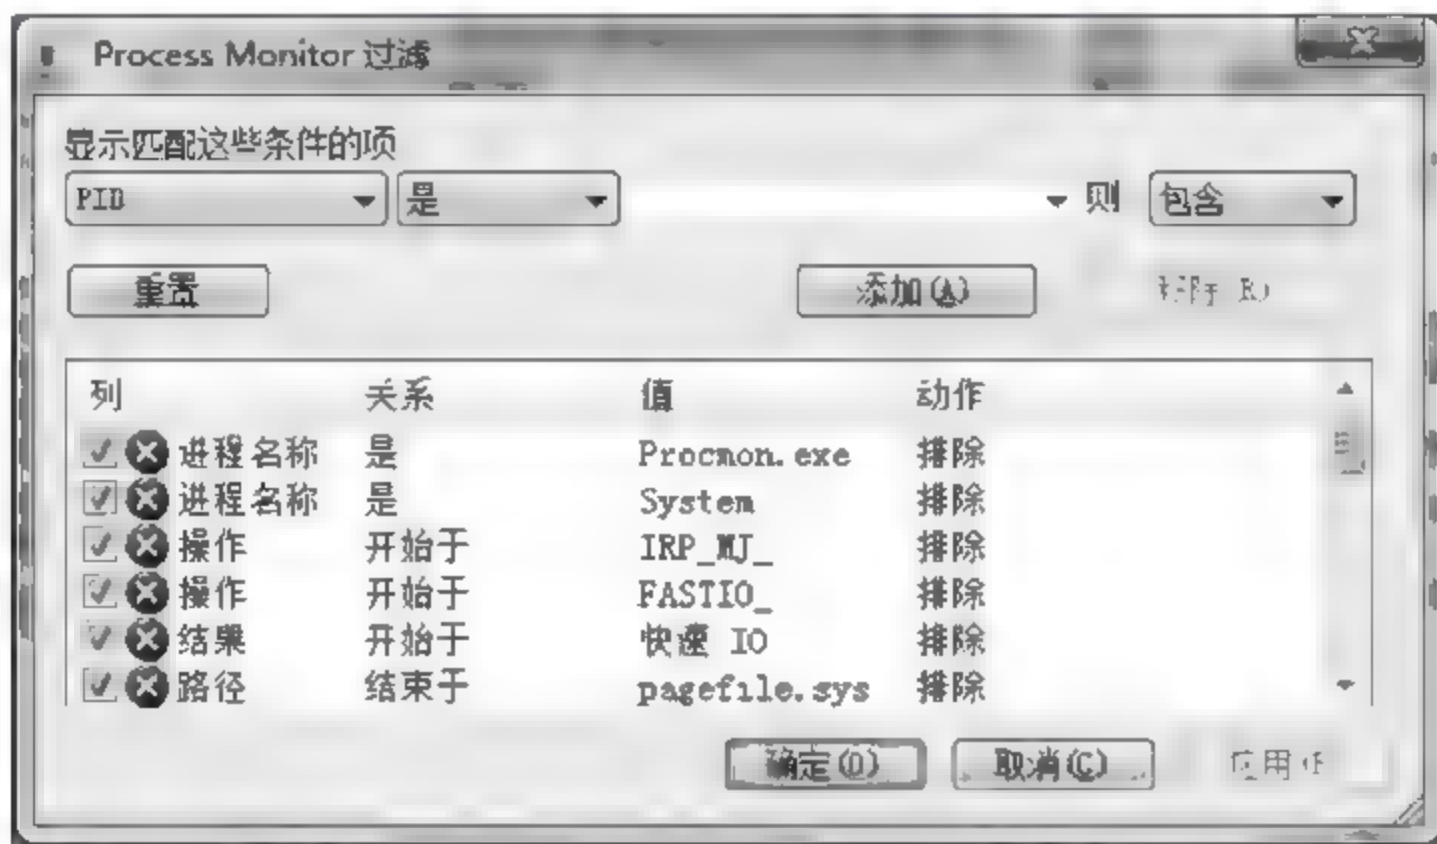 Process Monitor 过滤
显示匹配这些条件的项
PID 是 则 包含
重置 添加(A)
列 关系 值 动作
进程名称 是 Procmon.exe 排除
进程名称 是 System 排除
操作 开始于 IRP_MJ_ 排除
操作 开始于 FASTIO_ 排除
结果 开始于 快速 IO 排除
路径 结束于 pagefile.sys 排除
确定(O) 取消(C) 应用